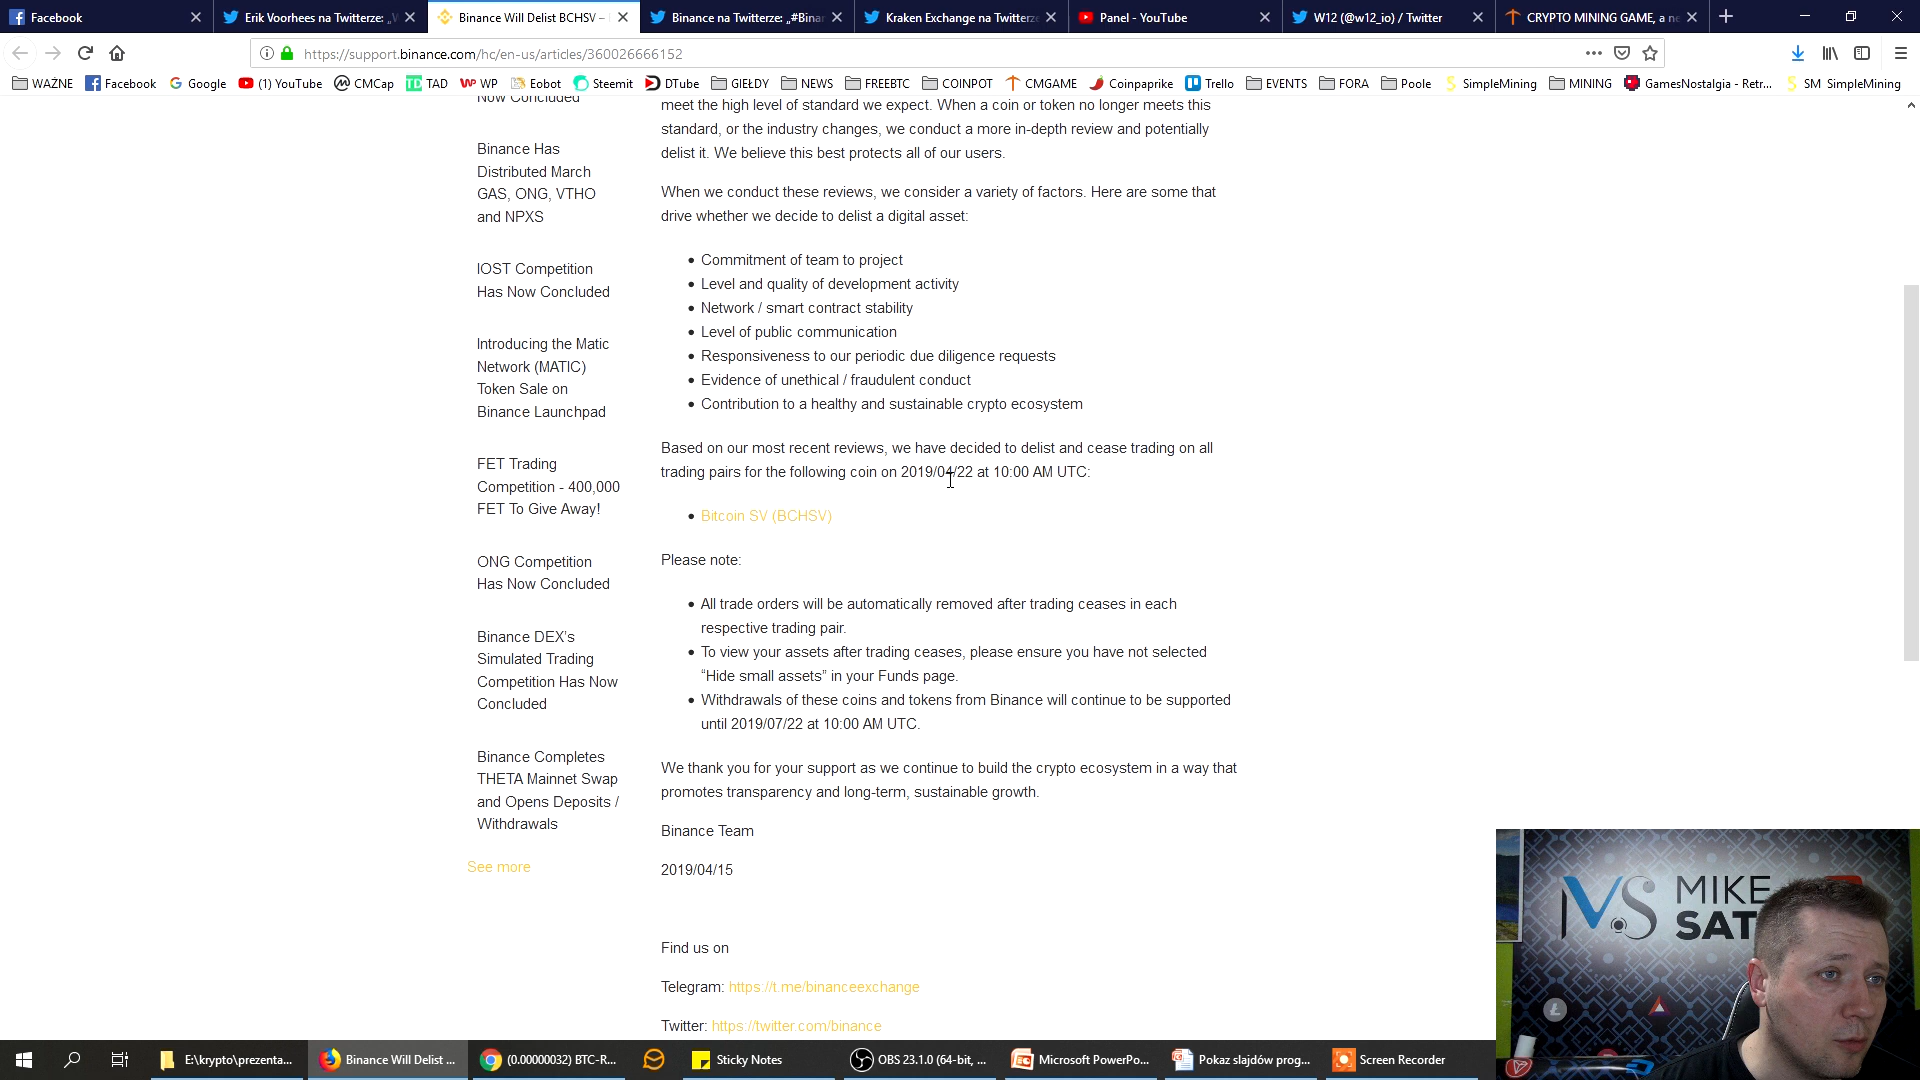 Facebook
Erik Voorhees na Twitterze: „
Binance Will Delist BCHSV –
Binance na Twitterze: „#Binan
Kraken Exchange na Twitterze
Panel - YouTube
W12 (@w12_io) / Twitter
CRYPTO MINING GAME, a ne
https://support.binance.com/hc/en-us/articles/360026666152
WAŻNE
Facebook
Google
(1) YouTube
CMCap
TAD
WP
Eobot
Steemit
DTube
GIEŁDY
NEWS
FREEBTC
COINPOT
CMGAME
Coinpaprike
Trello
EVENTS
FORA
Poole
SimpleMining
MINING
GamesNostalgia - Retr...
SM SimpleMining
Now Concluded
Binance Has
Distributed March
GAS, ONG, VTHO
and NPXS
IOST Competition
Has Now Concluded
Introducing the Matic
Network (MATIC)
Token Sale on
Binance Launchpad
FET Trading
Competition - 400,000
FET To Give Away!
ONG Competition
Has Now Concluded
Binance DEX's
Simulated Trading
Competition Has Now
Concluded
Binance Completes
THETA Mainnet Swap
and Opens Deposits /
Withdrawals
See more
meet the high level of standard we expect. When a coin or token no longer meets this
standard, or the industry changes, we conduct a more in-depth review and potentially
delist it. We believe this best protects all of our users.
When we conduct these reviews, we consider a variety of factors. Here are some that
drive whether we decide to delist a digital asset:
• Commitment of team to project
• Level and quality of development activity
• Network / smart contract stability
• Level of public communication
• Responsiveness to our periodic due diligence requests
• Evidence of unethical / fraudulent conduct
• Contribution to a healthy and sustainable crypto ecosystem
Based on our most recent reviews, we have decided to delist and cease trading on all
trading pairs for the following coin on 2019/04/22 at 10:00 AM UTC:
• Bitcoin SV (BCHSV)
Please note:
• All trade orders will be automatically removed after trading ceases in each
respective trading pair.
• To view your assets after trading ceases, please ensure you have not selected
“Hide small assets” in your Funds page.
• Withdrawals of these coins and tokens from Binance will continue to be supported
until 2019/07/22 at 10:00 AM UTC.
We thank you for your support as we continue to build the crypto ecosystem in a way that
promotes transparency and long-term, sustainable growth.
Binance Team
2019/04/15
Find us on
Telegram: https://t.me/binanceexchange
Twitter: https://twitter.com/binance
MIKE
SAT
E:\krypto\prezenta...
Binance Will Delist ...
(0.00000032) BTC-R...
Sticky Notes
OBS 23.1.0 (64-bit, ...
Microsoft PowerPo...
Pokaz slajdów prog...
Screen Recorder